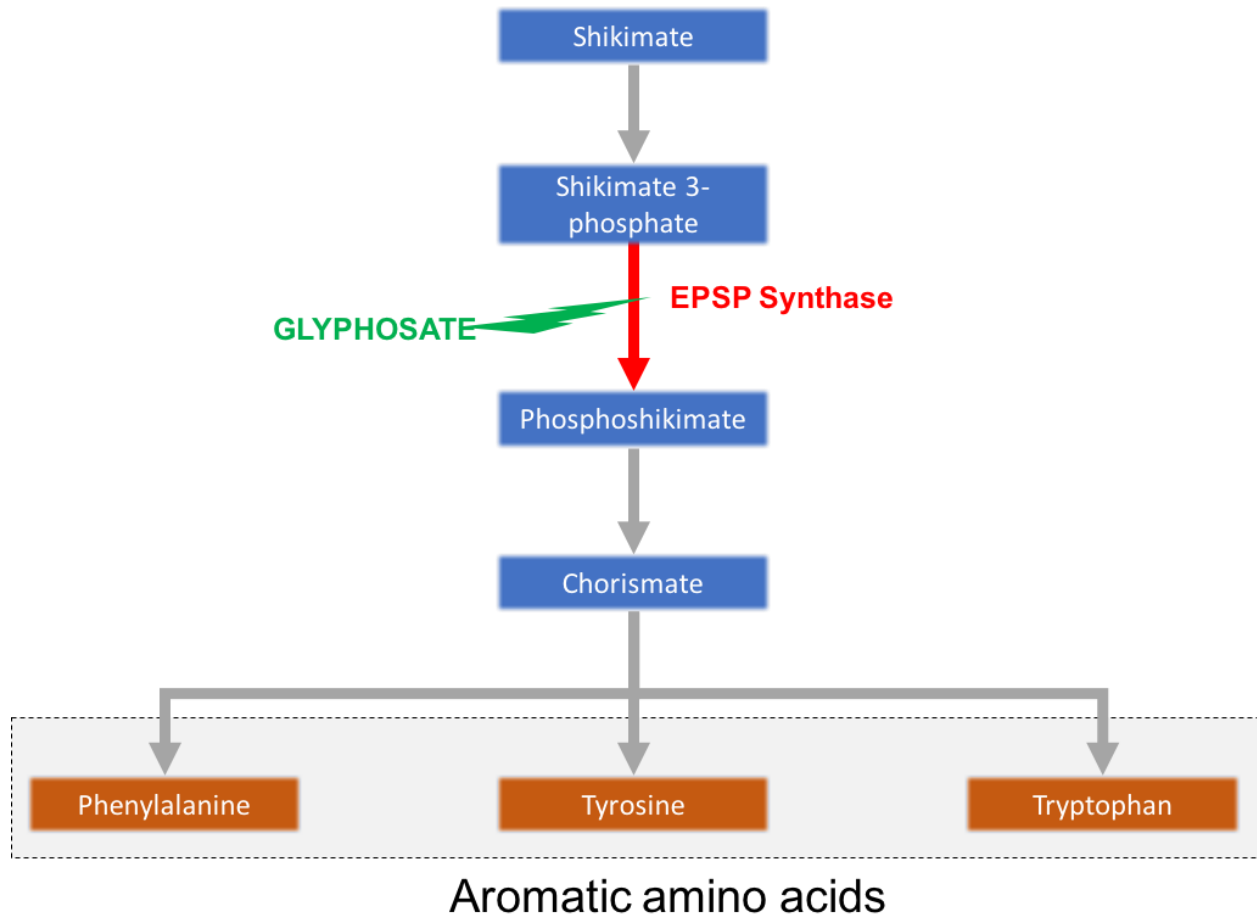 Shikimate
Shikimate 3-
phosphate
EPSP Synthase
GLYPHOSATE
Phosphoshikimate
Chorismate
Phenylalanine
Tyrosine
Tryptophan
Aromatic amino acids